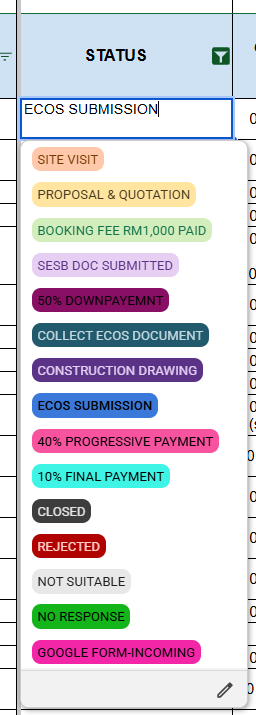 STATUS
ECOS SUBMISSION
SITE VISIT
PROPOSAL & QUOTATION
BOOKING FEE RM1,000 PAID
SESB DOC SUBMITTED
50% DOWNPAYEMNT
COLLECT ECOS DOCUMENT
CONSTRUCTION DRAWING
ECOS SUBMISSION
40% PROGRESSIVE PAYMENT
10% FINAL PAYMENT
CLOSED
REJECTED
NOT SUITABLE
NO RESPONSE
GOOGLE FORM-INCOMING